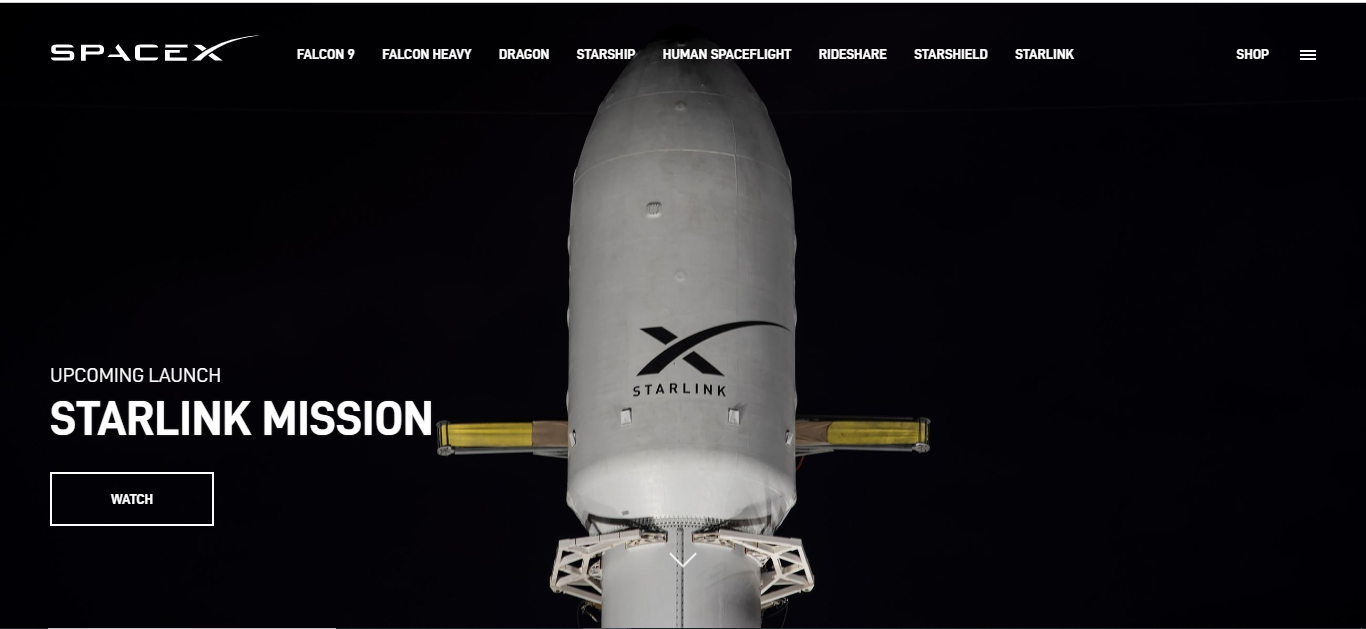 SPACEX
FALCON 9 FALCON HEAVY DRAGON STARSHIP HUMAN SPACEFLIGHT RIDESHARE STARSHIELD STARLINK SHOP
X
STARLINK
UPCOMING LAUNCH
STARLINK MISSION
WATCH